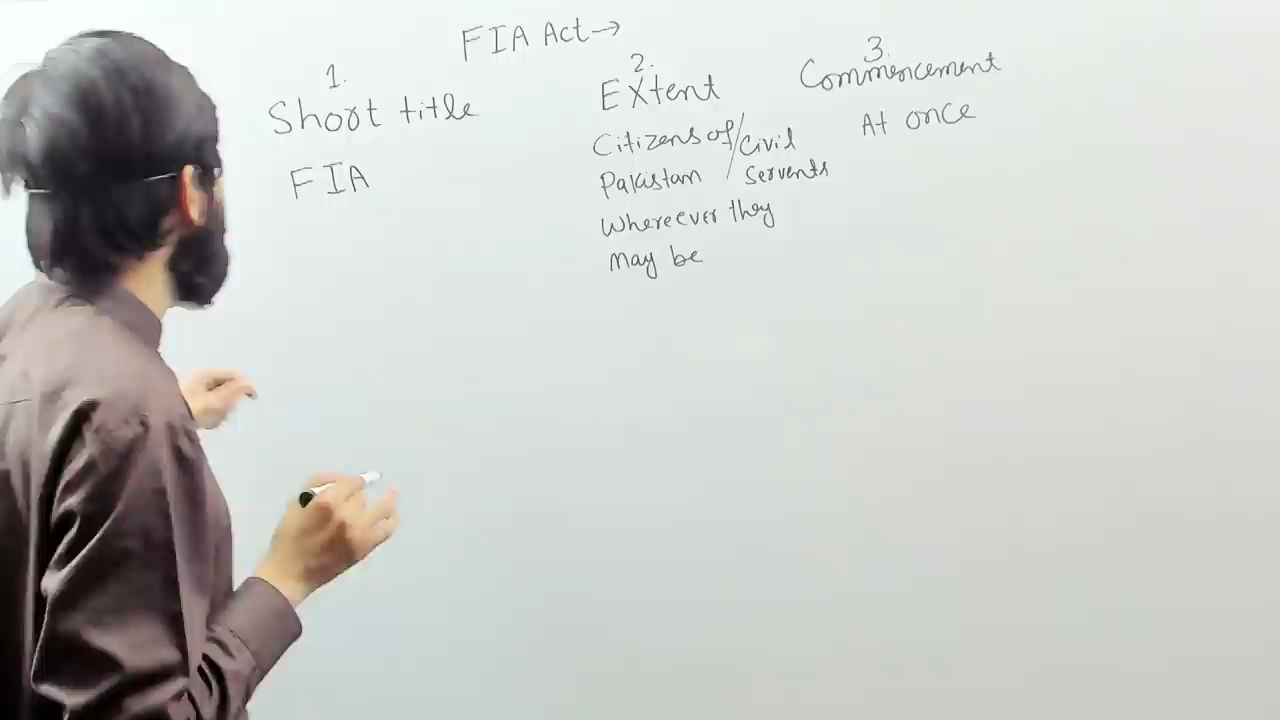 FIA Act→
1.
Short title
FIA
2.
Extent
Citizens of/Civil
Pakistan / Servents
Whereever they
may be
3.
Commencement
At once